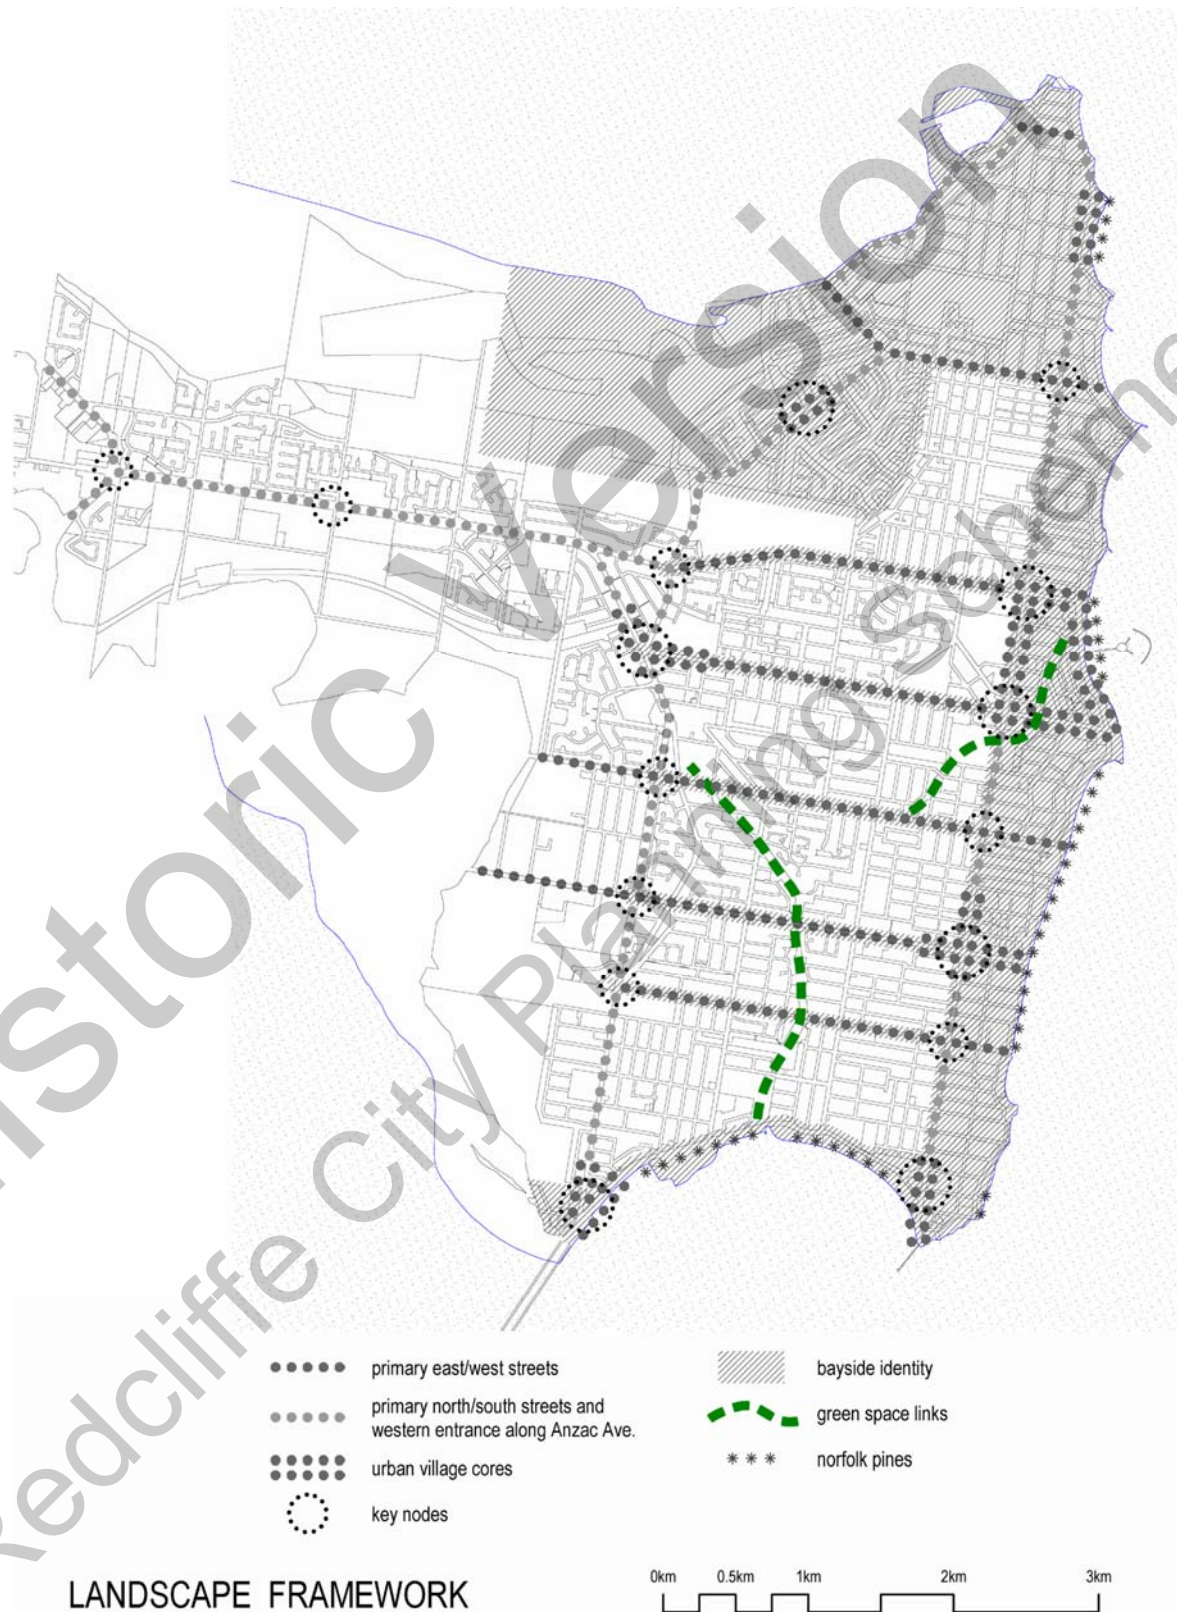 Historic Version
Redcliffe City Planning Scheme
primary east/west streets
primary north/south streets and
western entrance along Anzac Ave.
urban village cores
key nodes
bayside identity
green space links
norfolk pines
LANDSCAPE FRAMEWORK
0km 0.5km 1km 2km 3km